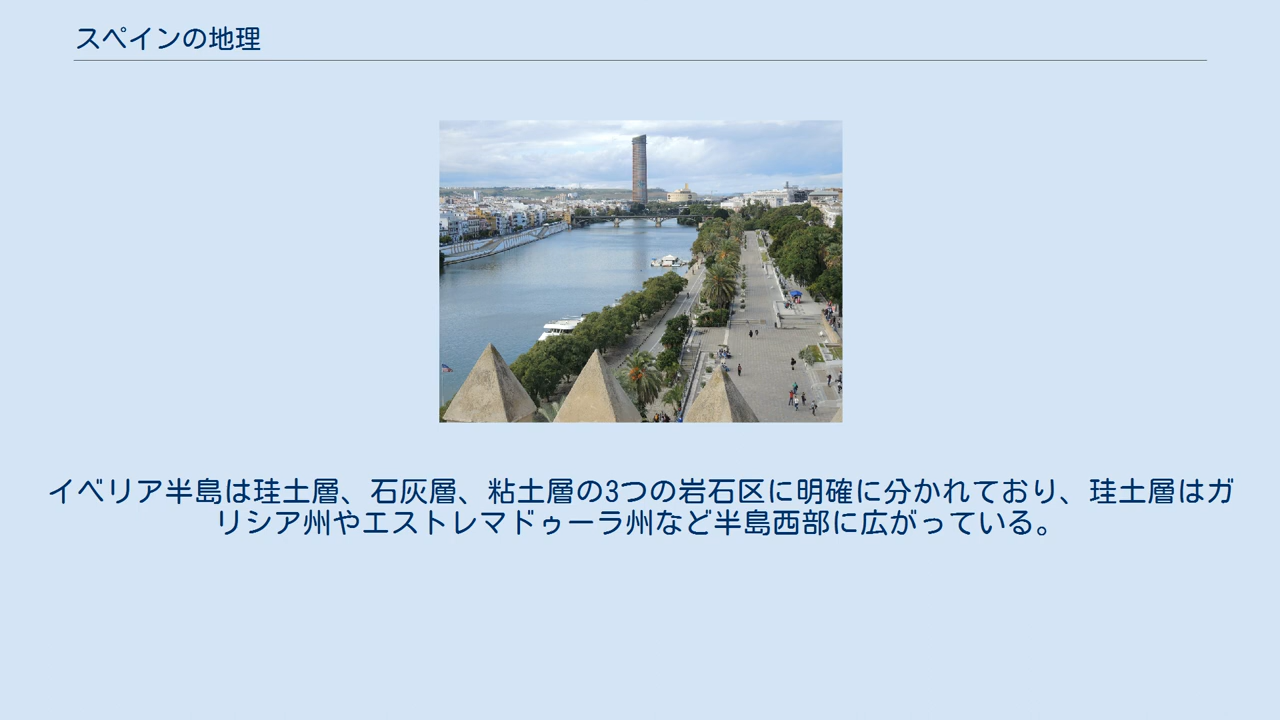 スペインの地理
イベリア半島は珪土層、石灰層、粘土層の3つの岩石区に明確に分かれており、珪土層はガ
リシア州やエストレマドゥーラ州など半島西部に広がっている。